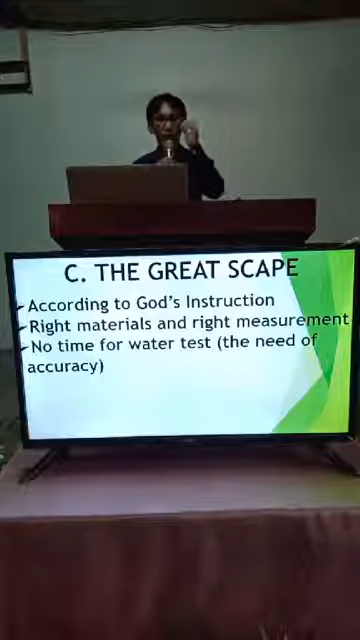 C. THE GREAT SCAPE
According to God's Instruction
Right materials and right measurement
No time for water test (the need of
accuracy)